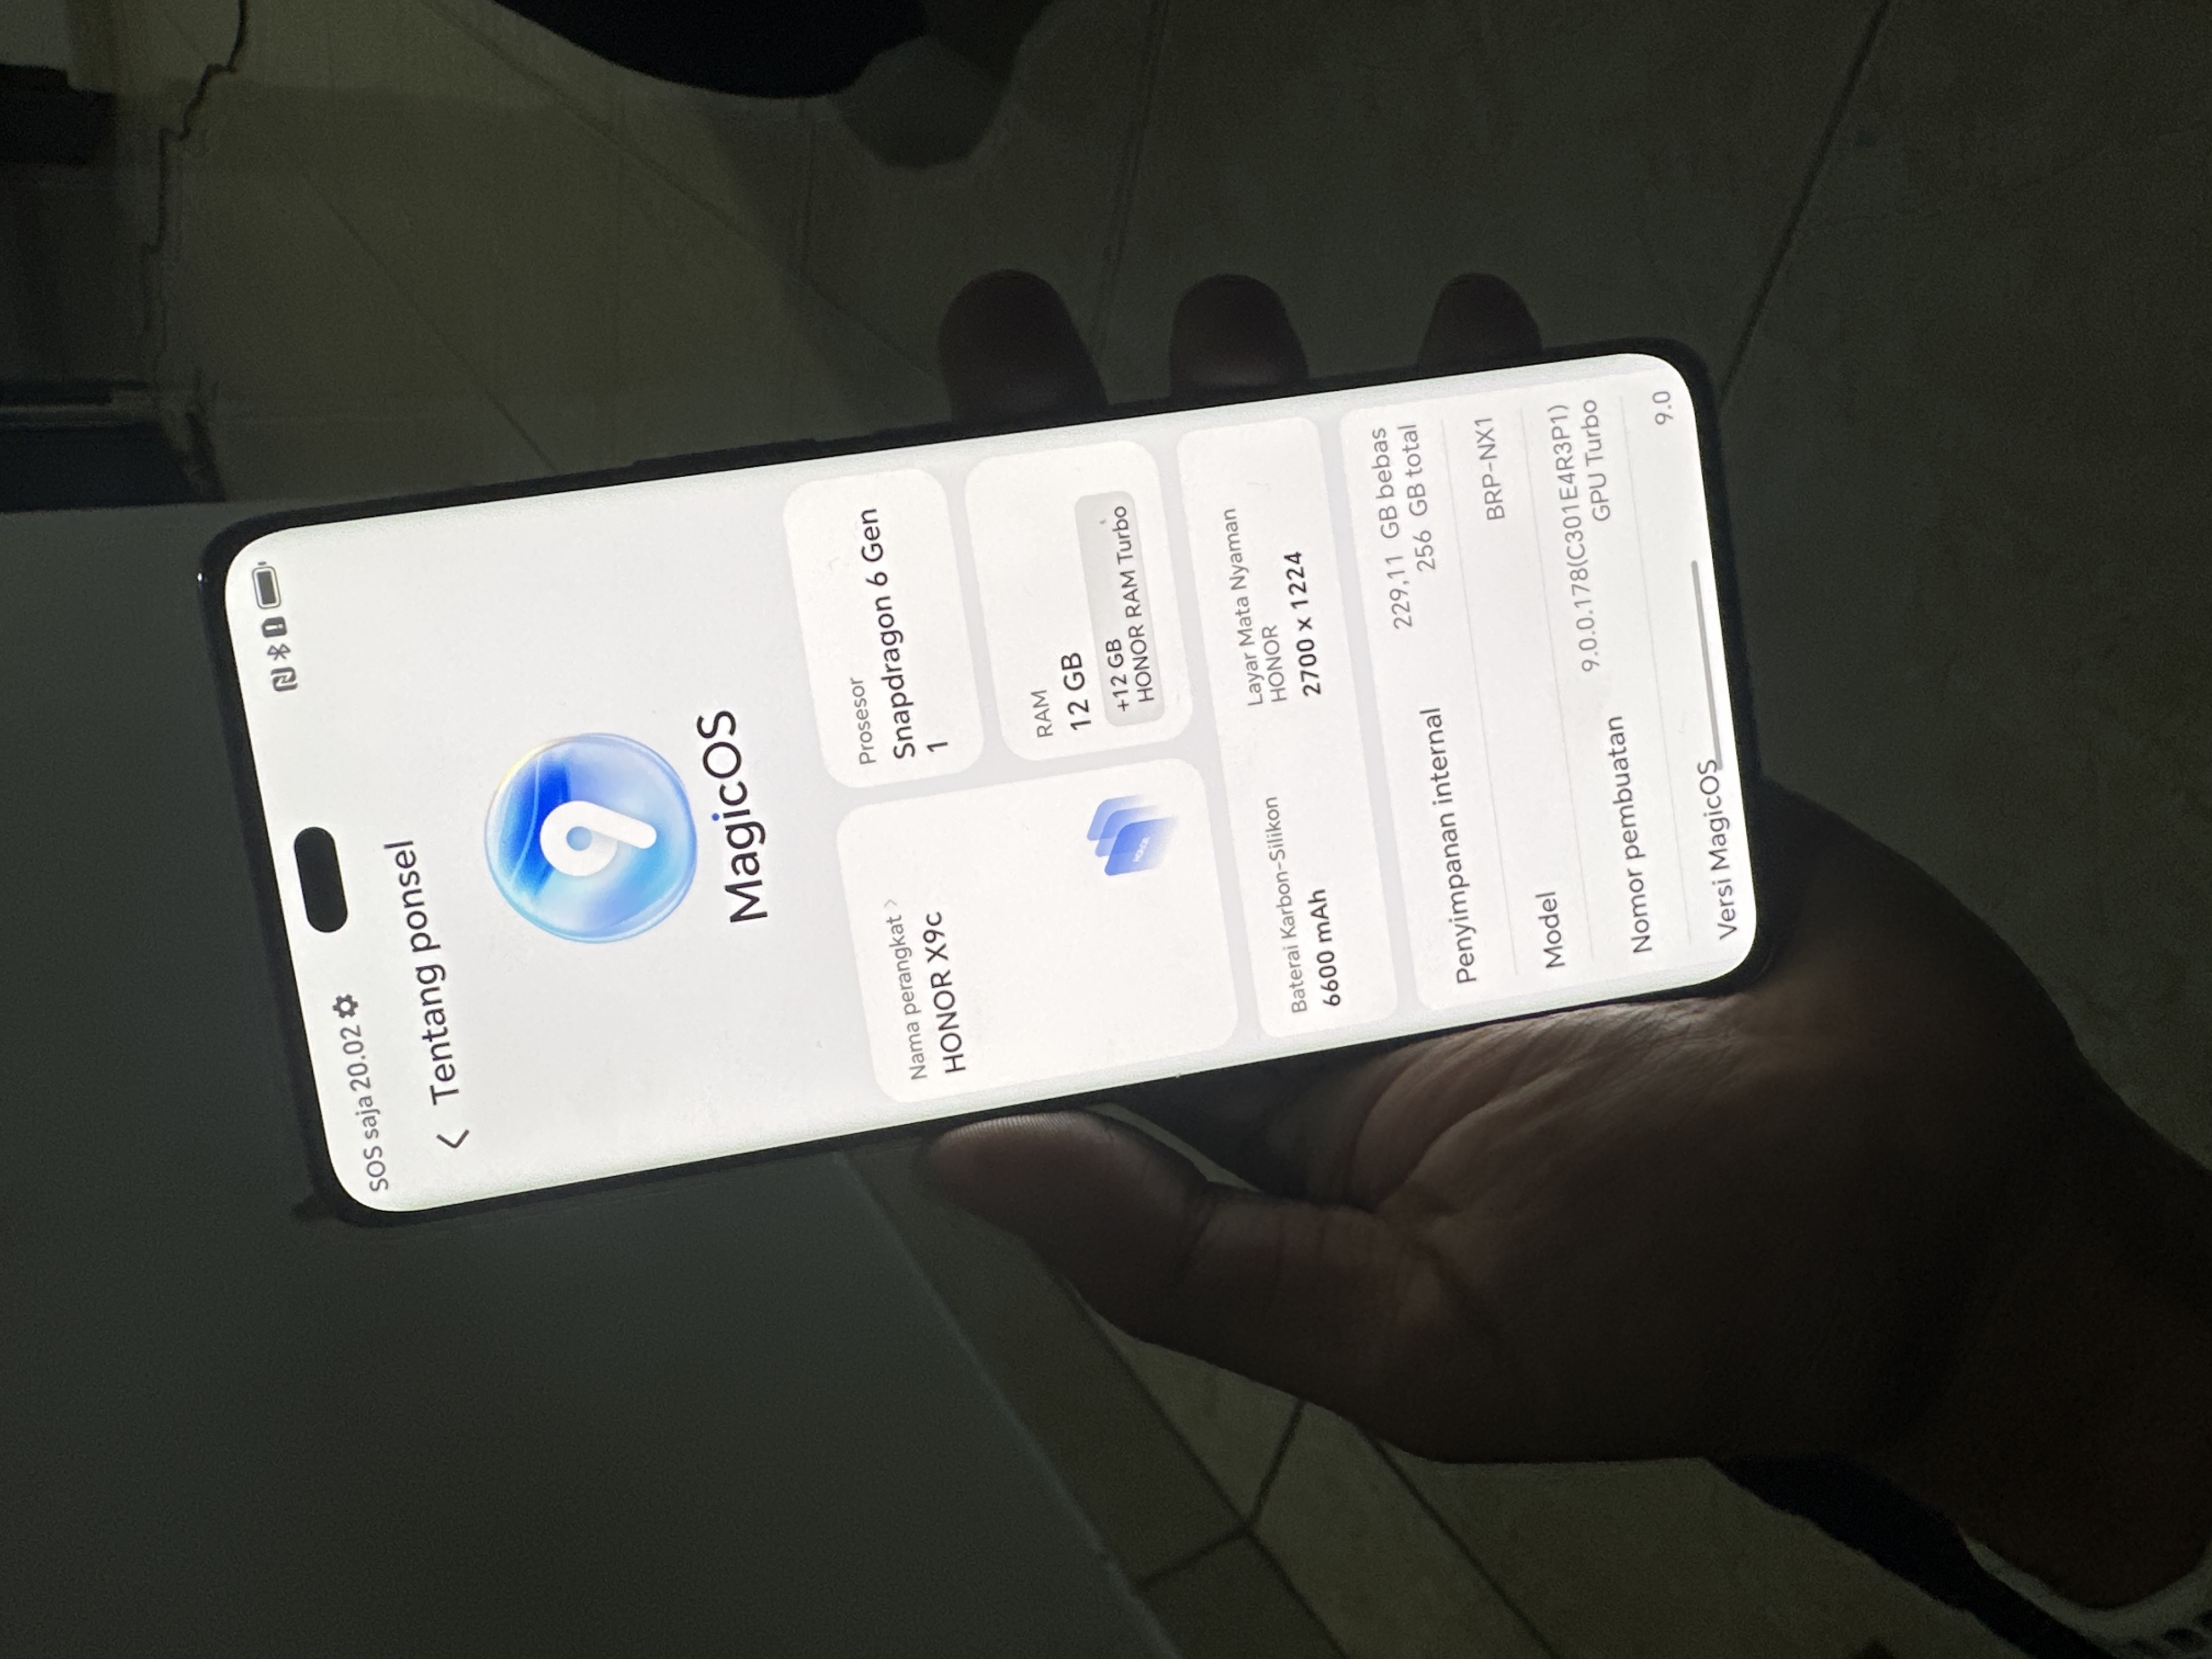 SOS saja 20.02
Tentang ponsel
9
MagicOS
Nama perangkat
HONOR X9c
HONOR
Prosesor
Snapdragon 6 Gen
1
RAM
12 GB
+12 GB
HONOR RAM Turbo
Baterai Karbon-Silikon
6600 mAh
Layar Mata Nyaman
HONOR
2700 x 1224
Penyimpanan internal
229,11 GB bebas
256 GB total
Model
BRP-NX1
Nomor pembuatan
9.0.0.178(C301E4R3P1)
GPU Turbo
Versi MagicOS
9.0